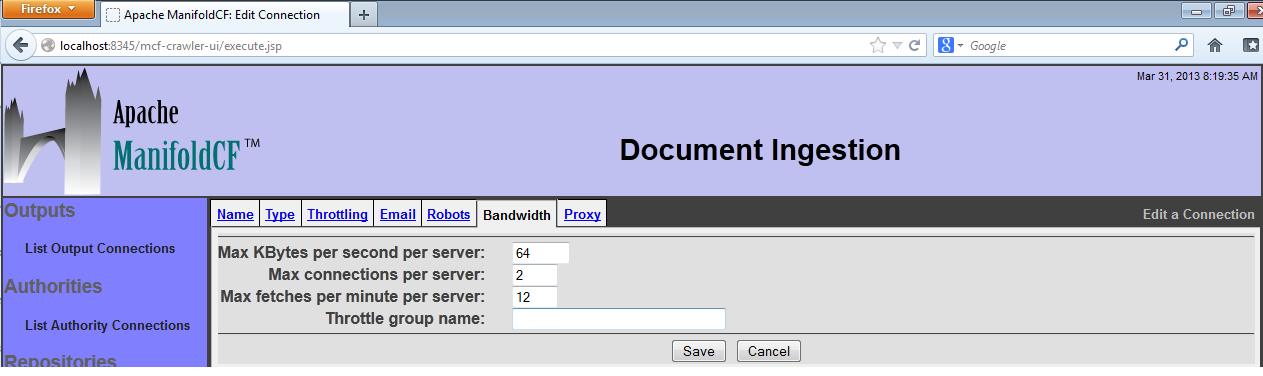 Firefox
Apache ManifoldCF: Edit Connection
localhost:8345/mcf-crawler-ui/execute.jsp
Google
Mar 31, 2013 8:19:35 AM
Apache
ManifoldCF™
Document Ingestion
Outputs
List Output Connections
Authorities
List Authority Connections
Repositories
Name Type Throttling Email Robots Bandwidth Proxy Edit a Connection
Max KBytes per second per server: 64
Max connections per server: 2
Max fetches per minute per server: 12
Throttle group name:
Save Cancel